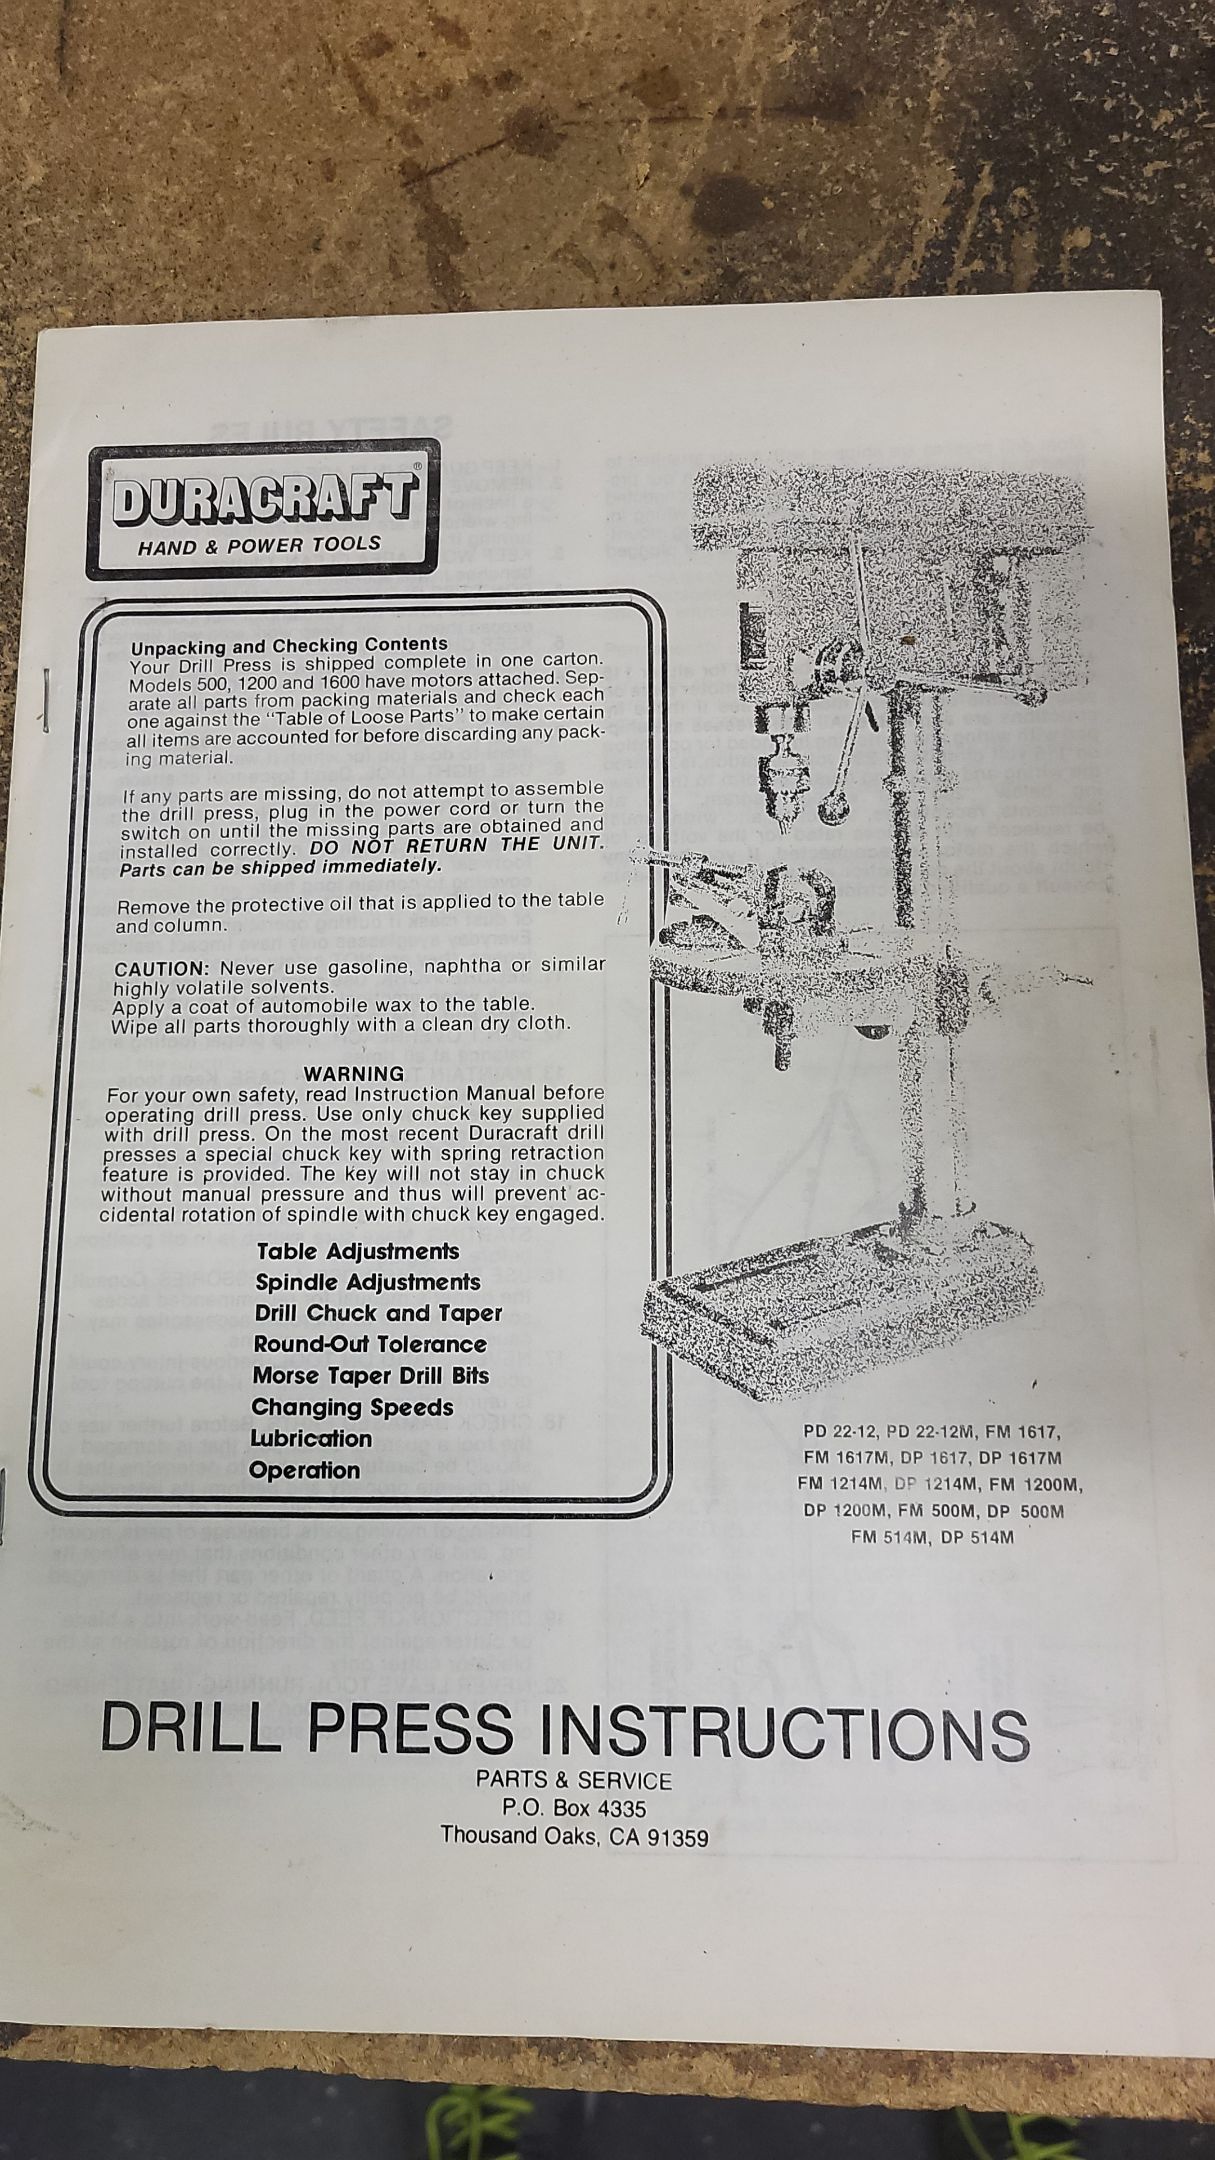 DURACRAFT®
HAND & POWER TOOLS
Unpacking and Checking Contents
Your Drill Press is shipped complete in one carton.
Models 500, 1200 and 1600 have motors attached. Sep-
arate all parts from packing materials and check each
one against the "Table of Loose Parts" to make certain
all items are accounted for before discarding any pack-
ing material.
If any parts are missing, do not attempt to assemble
the drill press, plug in the power cord or turn the
switch on until the missing parts are obtained and
installed correctly. DO NOT RETURN THE UNIT.
Parts can be shipped immediately.
Remove the protective oil that is applied to the table
and column.
CAUTION: Never use gasoline, naphtha or similar
highly volatile solvents.
Apply a coat of automobile wax to the table.
Wipe all parts thoroughly with a clean dry cloth.
WARNING
For your own safety, read Instruction Manual before
operating drill press. Use only chuck key supplied
with drill press. On the most recent Duracraft drill
presses a special chuck key with spring retraction
feature is provided. The key will not stay in chuck
without manual pressure and thus will prevent ac-
cidental rotation of spindle with chuck key engaged.
Table Adjustments
Spindle Adjustments
Drill Chuck and Taper
Round-Out Tolerance
Morse Taper Drill Bits
Changing Speeds
Lubrication
Operation
PD 22-12, PD 22-12M, FM 1617,
FM 1617M, DP 1617, DP 1617M
FM 1214M, DP 1214M, FM 1200M,
DP 1200M, FM 500M, DP 500M
FM 514M, DP 514M
DRILL PRESS INSTRUCTIONS
PARTS & SERVICE
P.O. Box 4335
Thousand Oaks, CA 91359